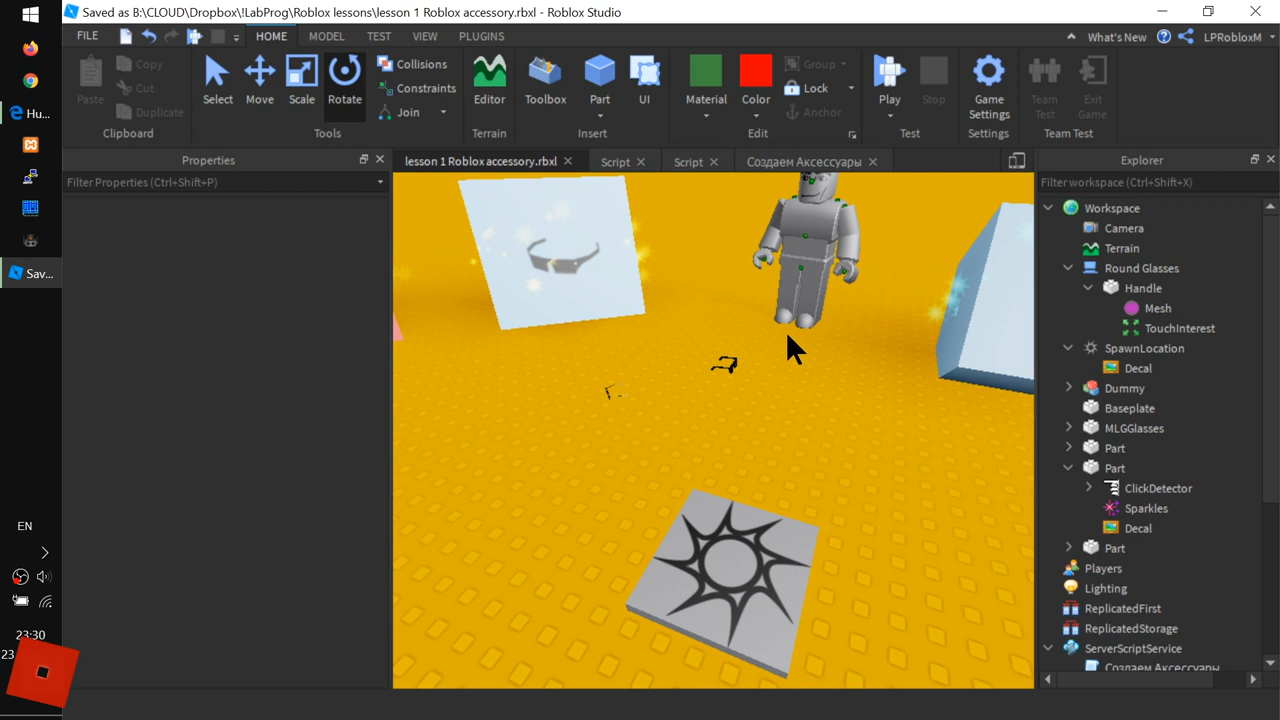 Saved as B:\CLOUD\Dropbox\!LabProg\Roblox lessons\lesson 1 Roblox accessory.rbxl - Roblox Studio
FILE HOME MODEL TEST VIEW PLUGINS What's New LPRobloxM
Paste Copy Cut Duplicate Clipboard
Select Move Scale Rotate Collisions Constraints Join Tools
Editor Terrain
Toolbox Part UI Insert
Material Color Group Lock Anchor Edit
Play Stop Test
Game Settings Settings
Team Test Exit Game Team Test
Properties
Filter Properties (Ctrl+Shift+P)
lesson 1 Roblox accessory.rbxl Script Script Создаем Аксессуары
Explorer
Filter workspace (Ctrl+Shift+X)
Workspace
Camera
Terrain
Round Glasses
Handle
Mesh
TouchInterest
SpawnLocation
Decal
Dummy
Baseplate
MLGGlasses
Part
Part
ClickDetector
Sparkles
Decal
Part
Players
Lighting
ReplicatedFirst
ReplicatedStorage
ServerScriptService
Создаем Аксессуары
Hu...
Sav...
EN
23:30